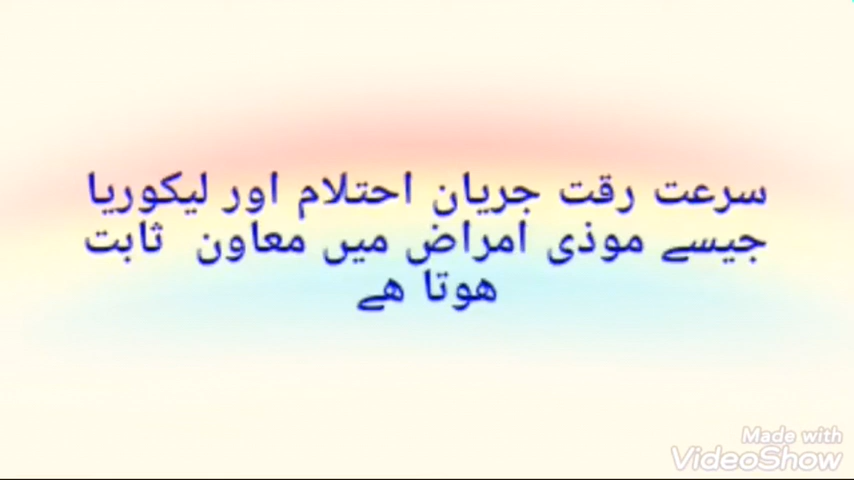 سرعت رقت جریان احتلام اور لیکوریا
جیسے موذی امراض میں معاون ثابت
ھوتا ھے
Made with
VideoShow